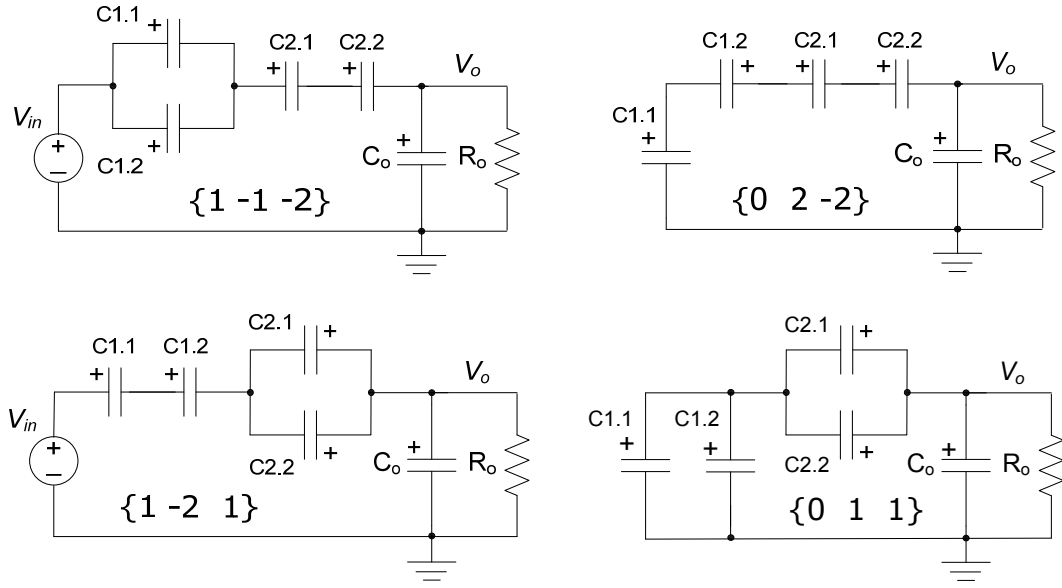 C1.1
C1.2
C2.1 C2.2
Vo
Vin
Co Ro
{1 -1 -2}
C1.2 C2.1 C2.2
Vo
C1.1
Co Ro
{0 2 -2}
C2.1
C1.1 C1.2
Vo
Vin
C2.2
Co Ro
{1 -2 1}
C2.1
Vo
C1.1 C1.2
C2.2
Co Ro
{0 1 1}